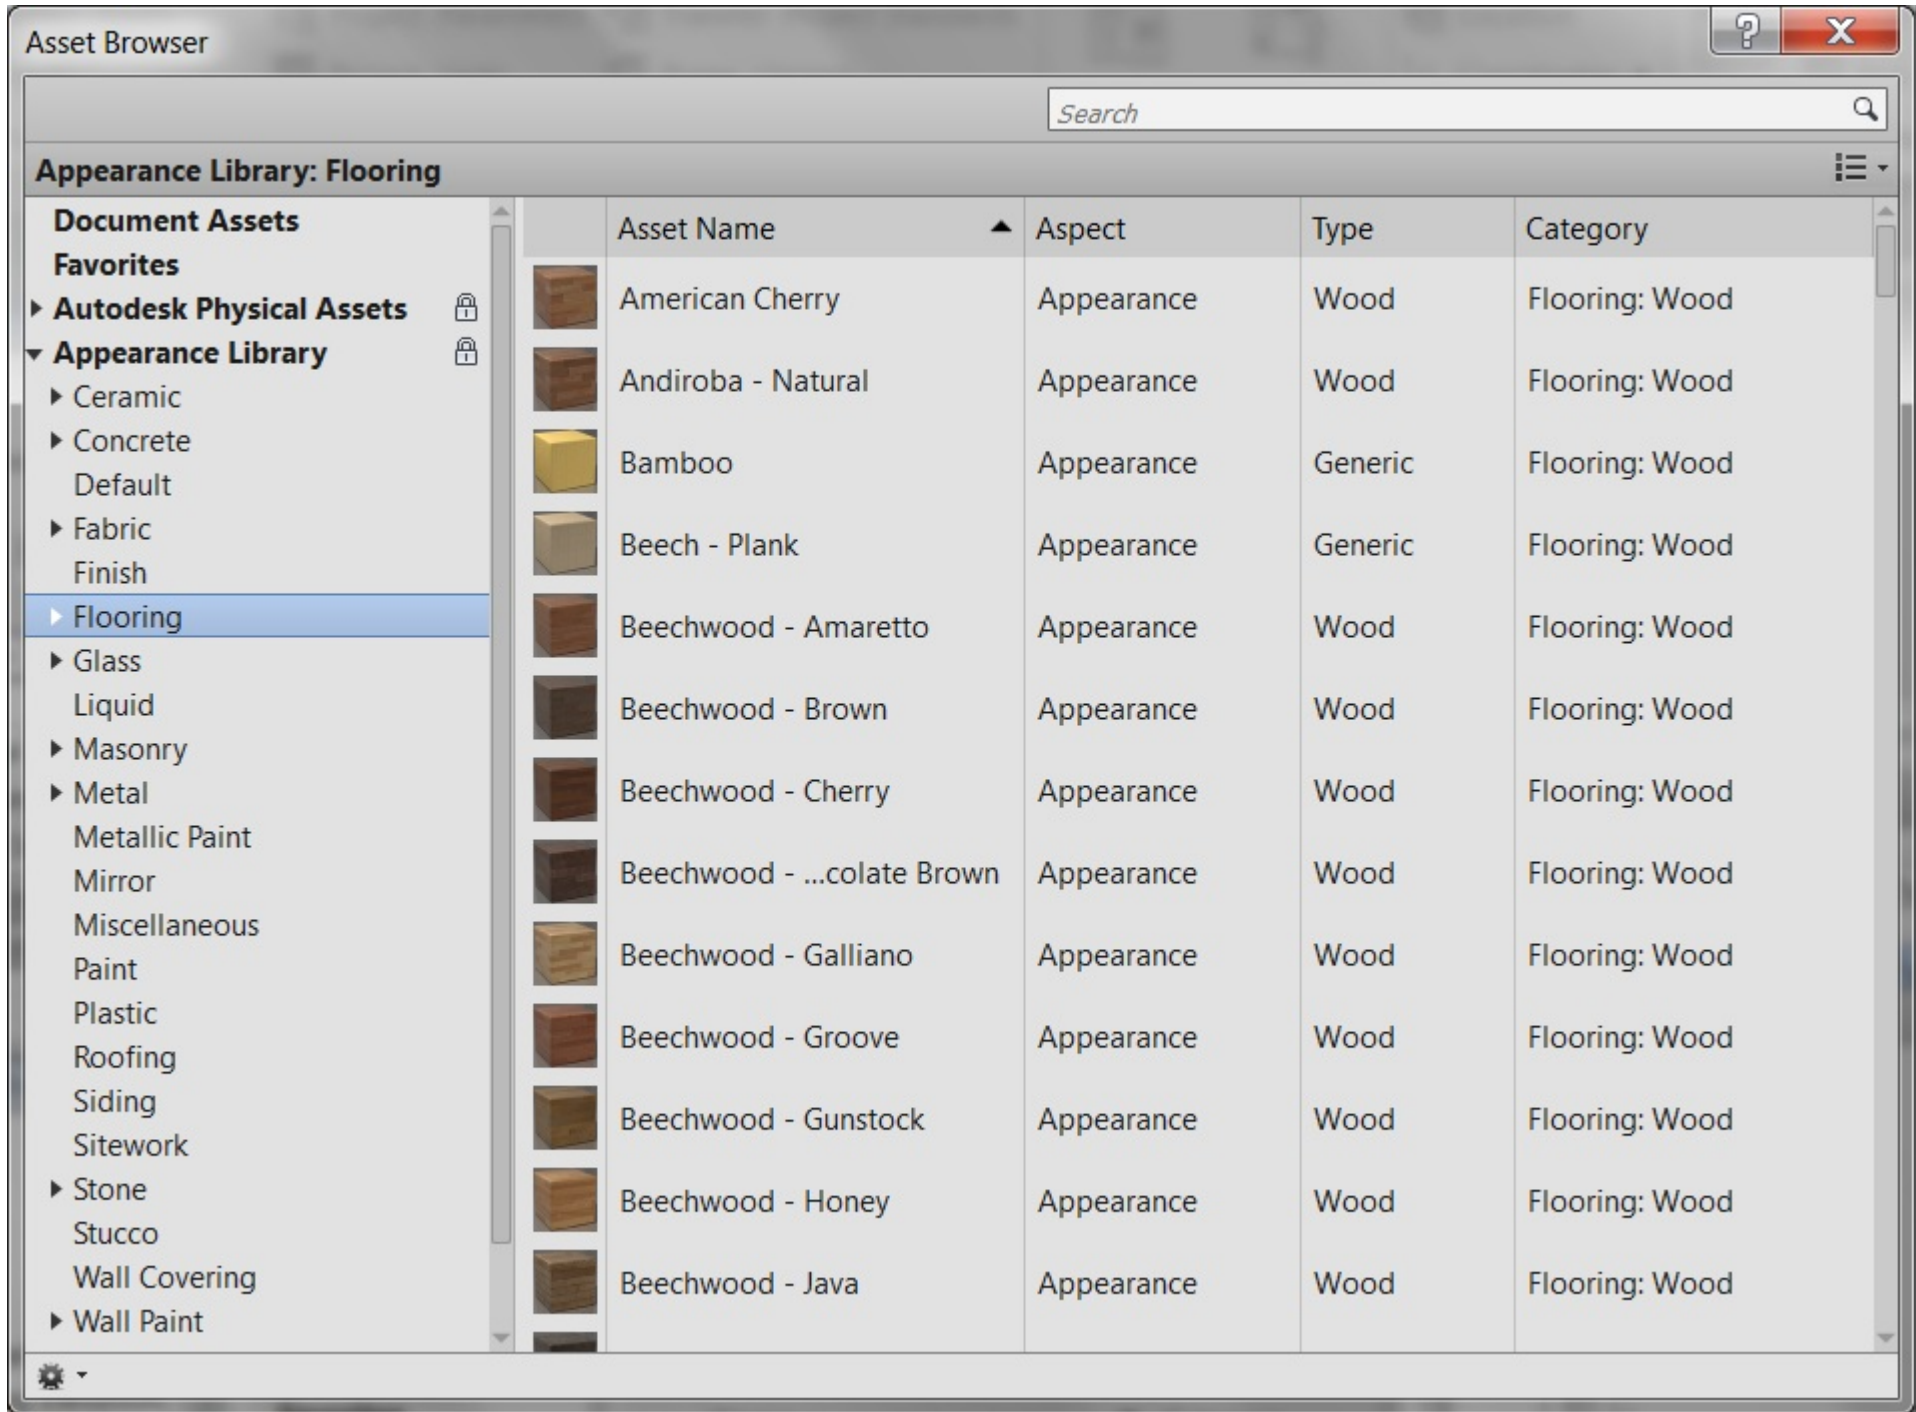 Asset Browser
Search
Appearance Library: Flooring
Document Assets
Favorites
Autodesk Physical Assets
Appearance Library
Ceramic
Concrete
Default
Fabric
Finish
Flooring
Glass
Liquid
Masonry
Metal
Metallic Paint
Mirror
Miscellaneous
Paint
Plastic
Roofing
Siding
Sitework
Stone
Stucco
Wall Covering
Wall Paint
Asset Name Aspect Type Category
American Cherry Appearance Wood Flooring: Wood
Andiroba - Natural Appearance Wood Flooring: Wood
Bamboo Appearance Generic Flooring: Wood
Beech - Plank Appearance Generic Flooring: Wood
Beechwood - Amaretto Appearance Wood Flooring: Wood
Beechwood - Brown Appearance Wood Flooring: Wood
Beechwood - Cherry Appearance Wood Flooring: Wood
Beechwood - ...colate Brown Appearance Wood Flooring: Wood
Beechwood - Galliano Appearance Wood Flooring: Wood
Beechwood - Groove Appearance Wood Flooring: Wood
Beechwood - Gunstock Appearance Wood Flooring: Wood
Beechwood - Honey Appearance Wood Flooring: Wood
Beechwood - Java Appearance Wood Flooring: Wood